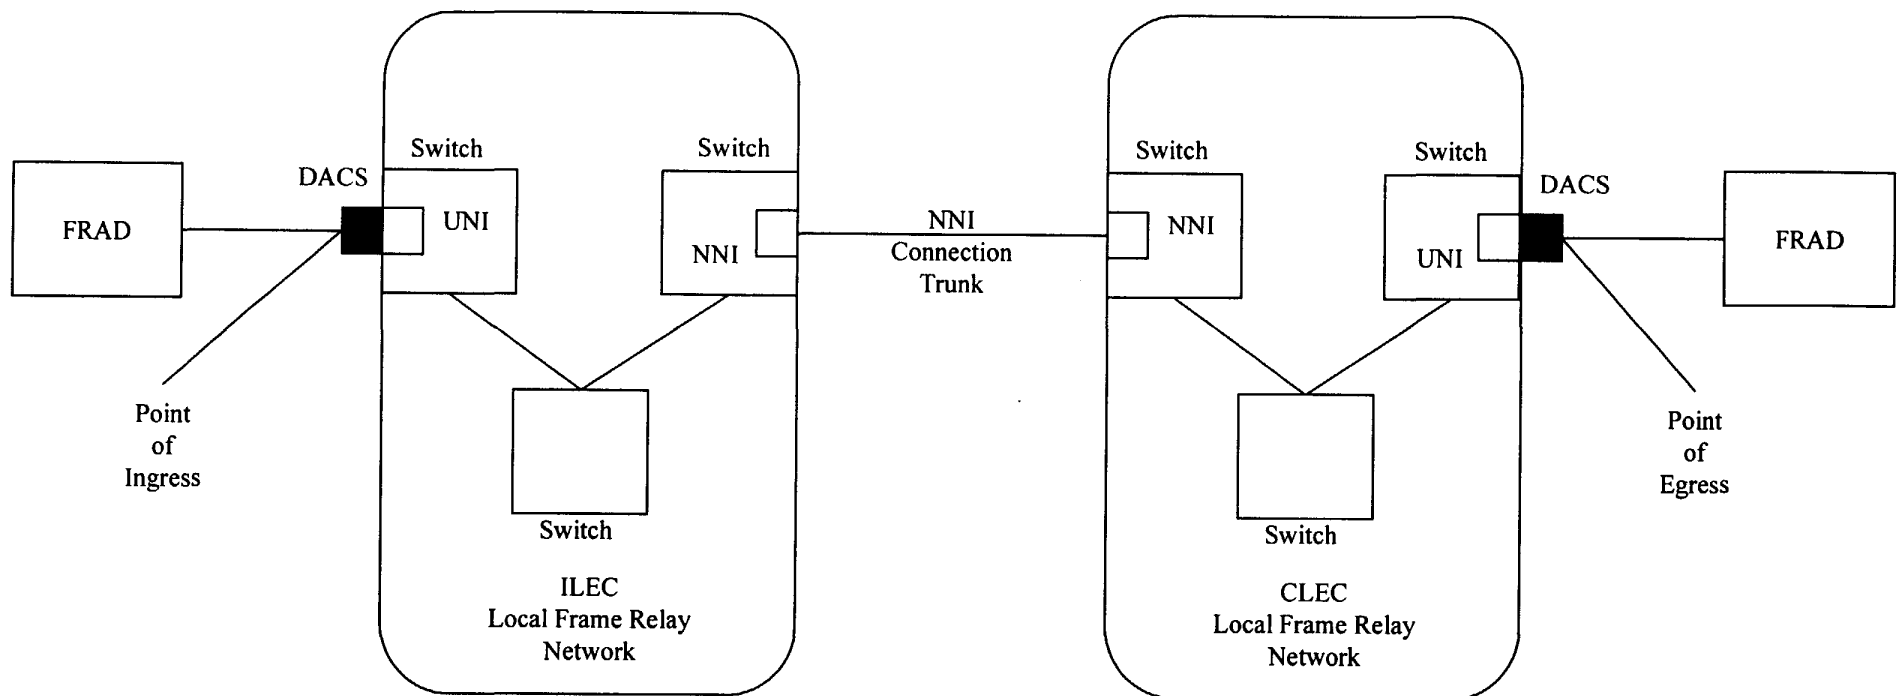 Switch
Switch
Switch
Switch
DACS
DACS
FRAD
UNI
NNI
NNI
Connection
Trunk
NNI
UNI
FRAD
Point
of
Ingress
Point
of
Egress
Switch
Switch
ILEC
Local Frame Relay
Network
CLEC
Local Frame Relay
Network